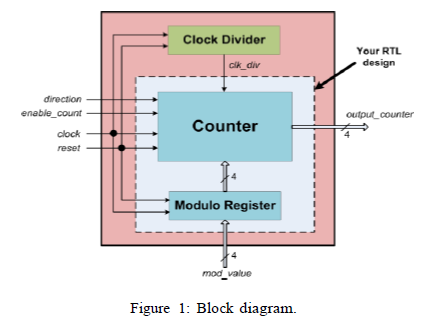 Clock Divider
Your RTL
design
clk_div
direction
enable_count
Counter
output_counter
4
clock
reset
4
Modulo Register
4
mod_value
Figure 1: Block diagram.